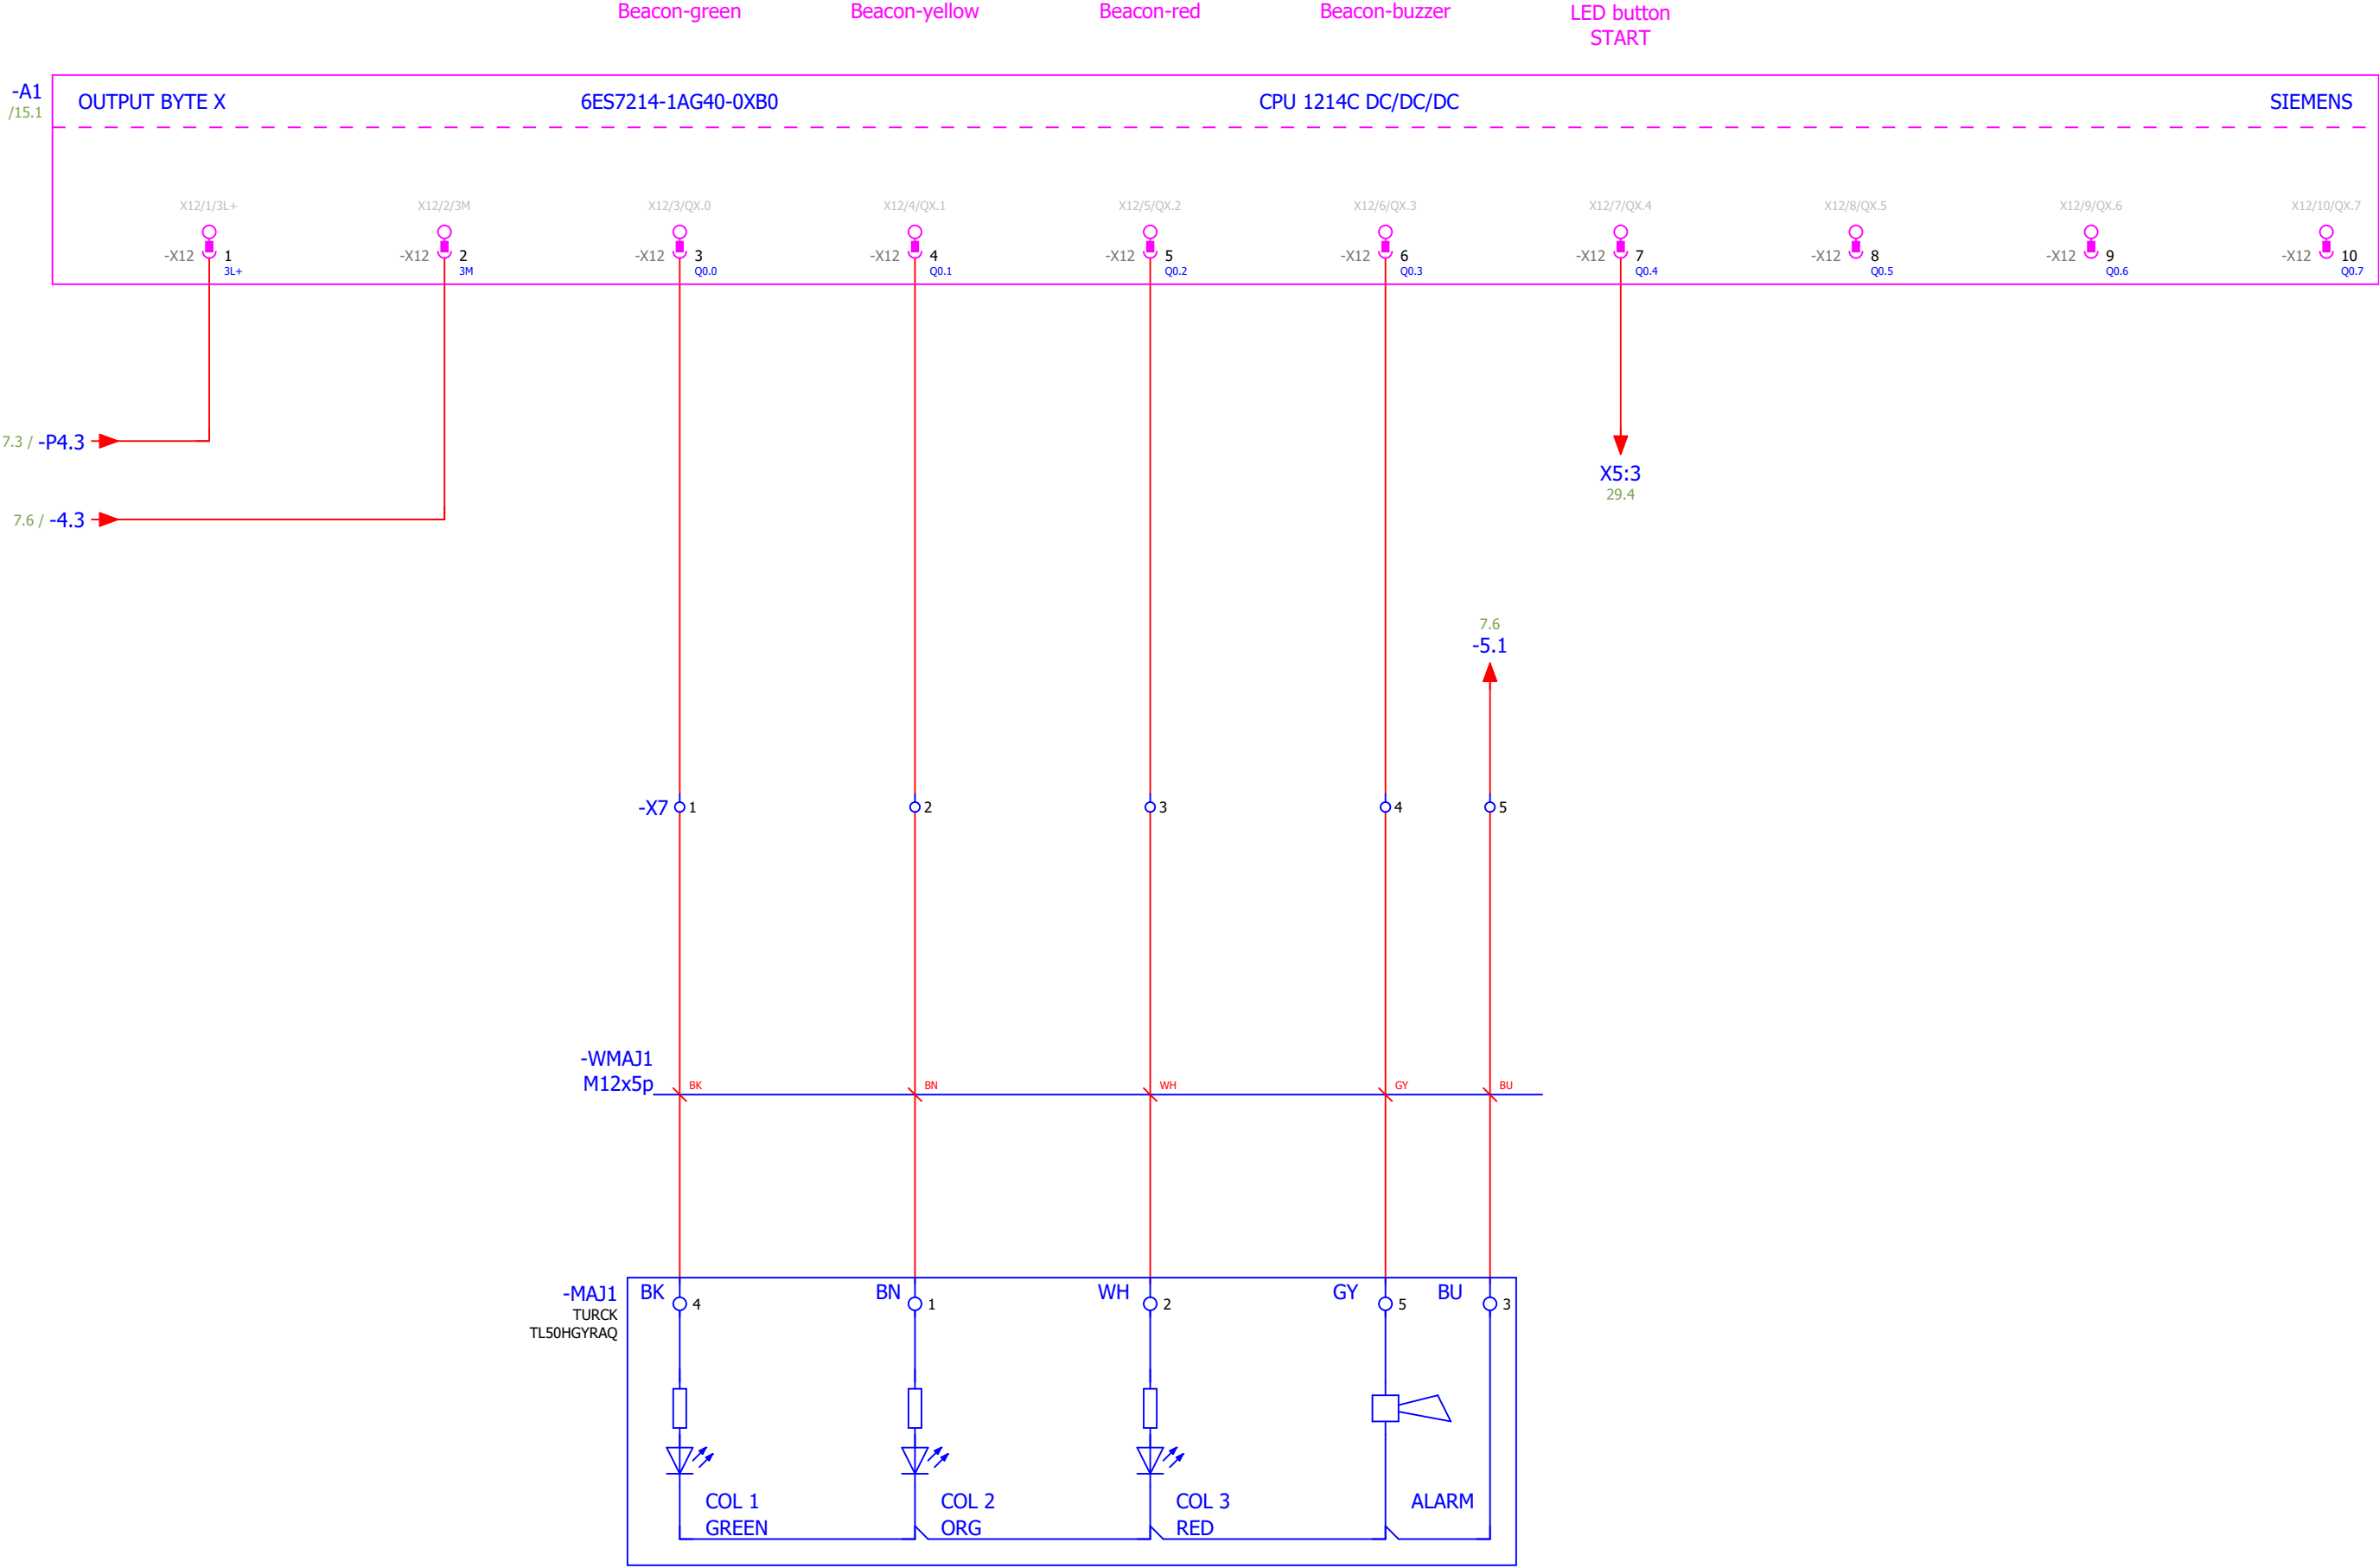 Beacon-green Beacon-yellow Beacon-red Beacon-buzzer LED button
START
-A1 OUTPUT BYTE X 6ES7214-1AG40-0XB0 CPU 1214C DC/DC/DC SIEMENS
/15.1
X12/1/3L+ X12/2/3M X12/3/QX.0 X12/4/QX.1 X12/5/QX.2 X12/6/QX.3 X12/7/QX.4 X12/8/QX.5 X12/9/QX.6 X12/10/QX.7
-X12 1 -X12 2 -X12 3 -X12 4 -X12 5 -X12 6 -X12 7 -X12 8 -X12 9 -X12 10
3L+ 3M Q0.0 Q0.1 Q0.2 Q0.3 Q0.4 Q0.5 Q0.6 Q0.7
7.3 / -P4.3
X5:3
29.4
7.6 / -4.3
7.6
-5.1
-X7 1 2 3 4 5
-WMAJ1
M12x5p BK BN WH GY BU
-MAJ1 BK 4 BN 1 WH 2 GY 5 BU 3
TURCK
TL50HGYRAQ
COL 1 COL 2 COL 3 ALARM
GREEN ORG RED